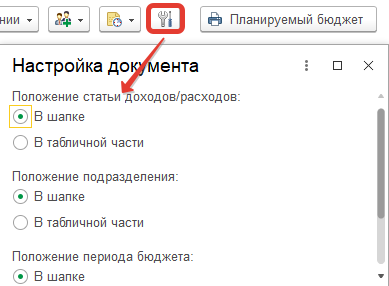 нии
Планируемый бюджет
Настройка документа
Положение статьи доходов/расходов:
В шапке
В табличной части
Положение подразделения:
В шапке
В табличной части
Положение периода бюджета:
В шапке